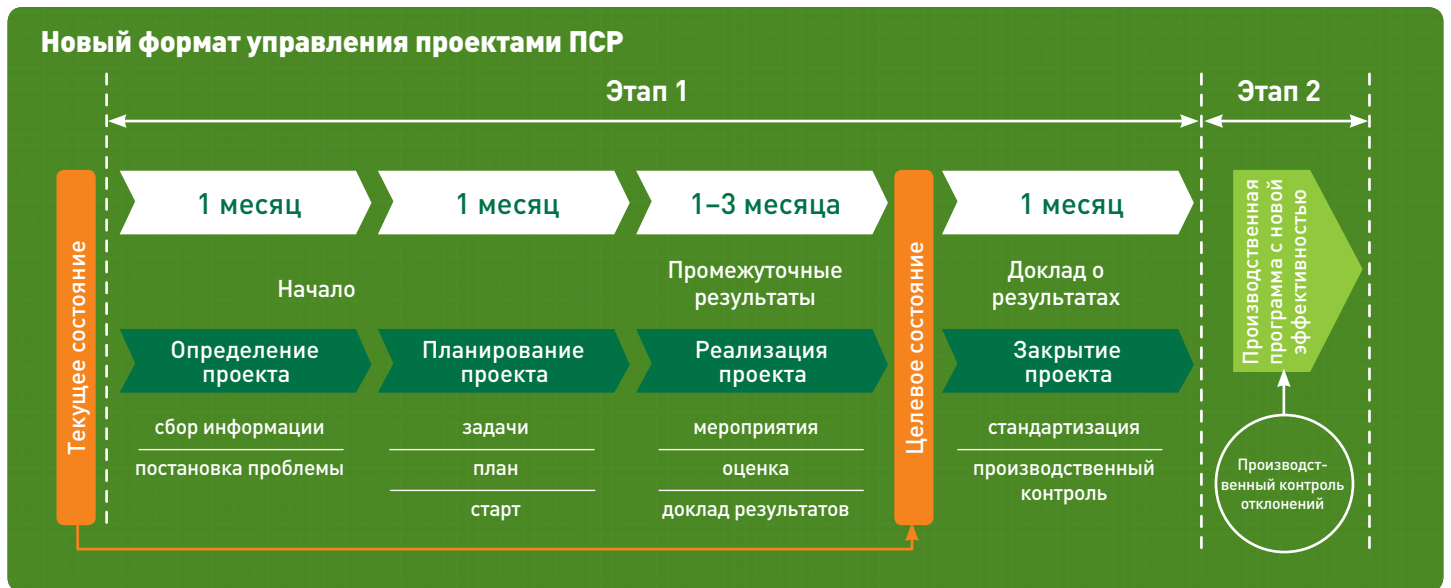 Новый формат управления проектами ПСР
Этап 1
Этап 2
Текущее состояние
1 месяц
1 месяц
1–3 месяца
Целевое состояние
1 месяц
Начало
Промежуточные
результаты
Доклад о
результатах
Определение
проекта
Планирование
проекта
Реализация
проекта
Закрытие
проекта
сбор информации
постановка проблемы
задачи
план
старт
мероприятия
оценка
доклад результатов
стандартизация
производственный
контроль
Производственная
программа с новой
эффективностью
Производст-
венный контроль
отклонений